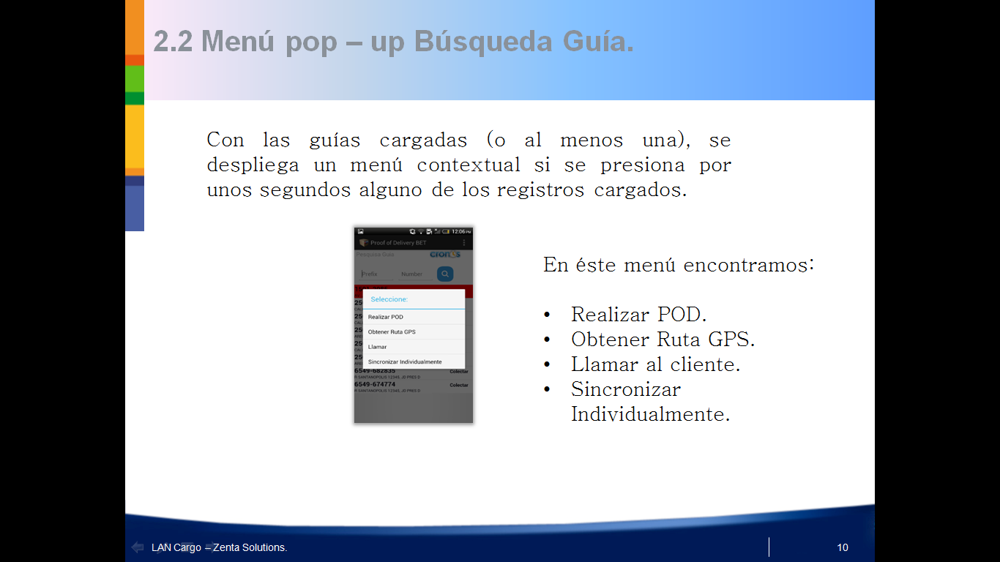 2.2 Menú pop – up Búsqueda Guía.
Con las guías cargadas (o al menos una), se
despliega un menú contextual si se presiona por
unos segundos alguno de los registros cargados.
12:06 PM
Proof of Delivery BET
Pesquisa Guia
cronos
Prefix
Number
Seleccione:
Realizar POD
Obtener Ruta GPS
Llamar
Sincronizar Individualmente
6549-682835 Colectar
R SANTANOPOLIS 12345, JD PRES D
6549-674774 Colectar
R SANTANOPOLIS 12345, JD PRES D
En éste menú encontramos:
• Realizar POD.
• Obtener Ruta GPS.
• Llamar al cliente.
• Sincronizar
Individualmente.
LAN Cargo – Zenta Solutions.
10